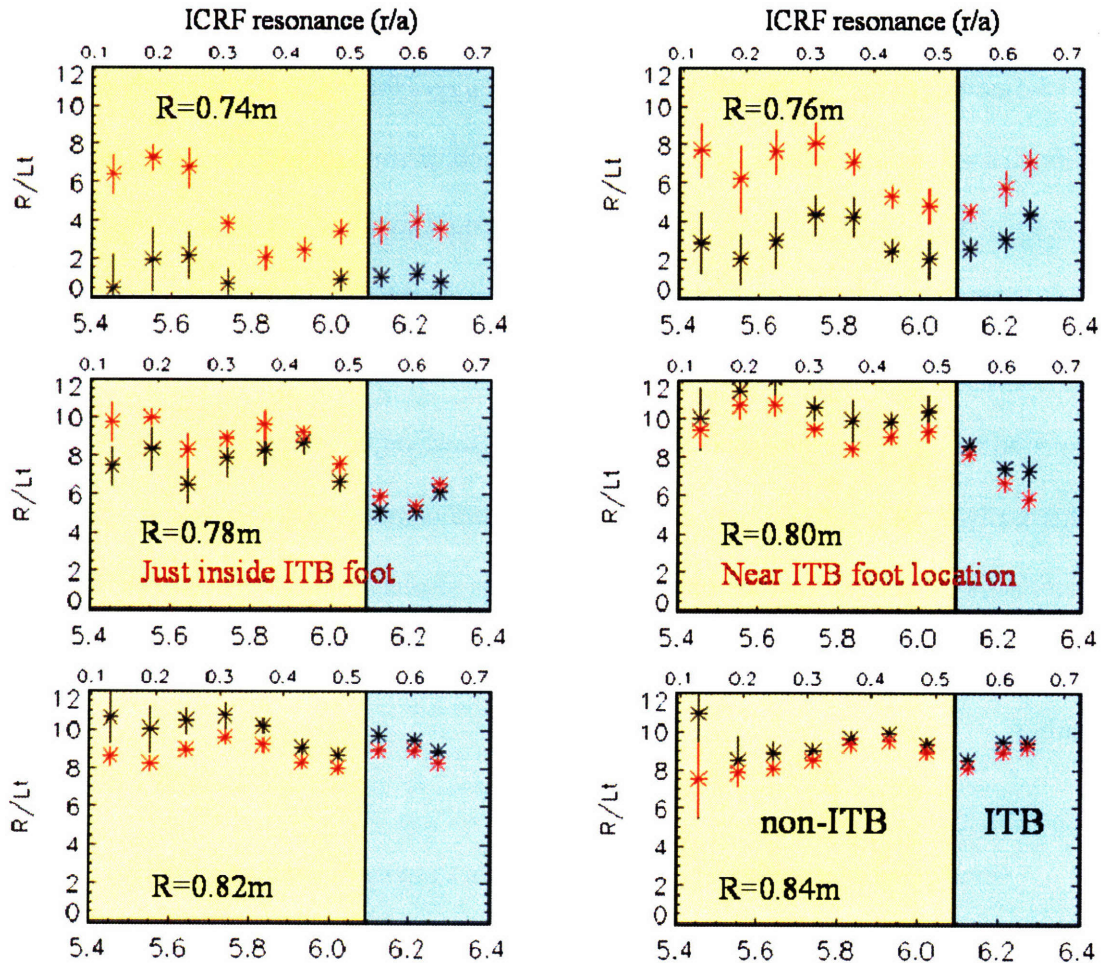 ICRF resonance (r/a)
0.1 0.2 0.3 0.4 0.5 0.6 0.7
12
10
8
6
4
2
0
R/Lt
R=0.74m
5.4 5.6 5.8 6.0 6.2 6.4
ICRF resonance (r/a)
0.1 0.2 0.3 0.4 0.5 0.6 0.7
12
10
8
6
4
2
0
R/Lt
R=0.76m
5.4 5.6 5.8 6.0 6.2 6.4
0.1 0.2 0.3 0.4 0.5 0.6 0.7
12
10
8
6
4
2
0
R/Lt
R=0.78m
Just inside ITB foot
5.4 5.6 5.8 6.0 6.2 6.4
0.1 0.2 0.3 0.4 0.5 0.6 0.7
12
10
8
6
4
2
0
R/Lt
R=0.80m
Near ITB foot location
5.4 5.6 5.8 6.0 6.2 6.4
0.1 0.2 0.3 0.4 0.5 0.6 0.7
12
10
8
6
4
2
0
R/Lt
R=0.82m
5.4 5.6 5.8 6.0 6.2 6.4
0.1 0.2 0.3 0.4 0.5 0.6 0.7
12
10
8
6
4
2
0
R/Lt
non-ITB
ITB
R=0.84m
5.4 5.6 5.8 6.0 6.2 6.4